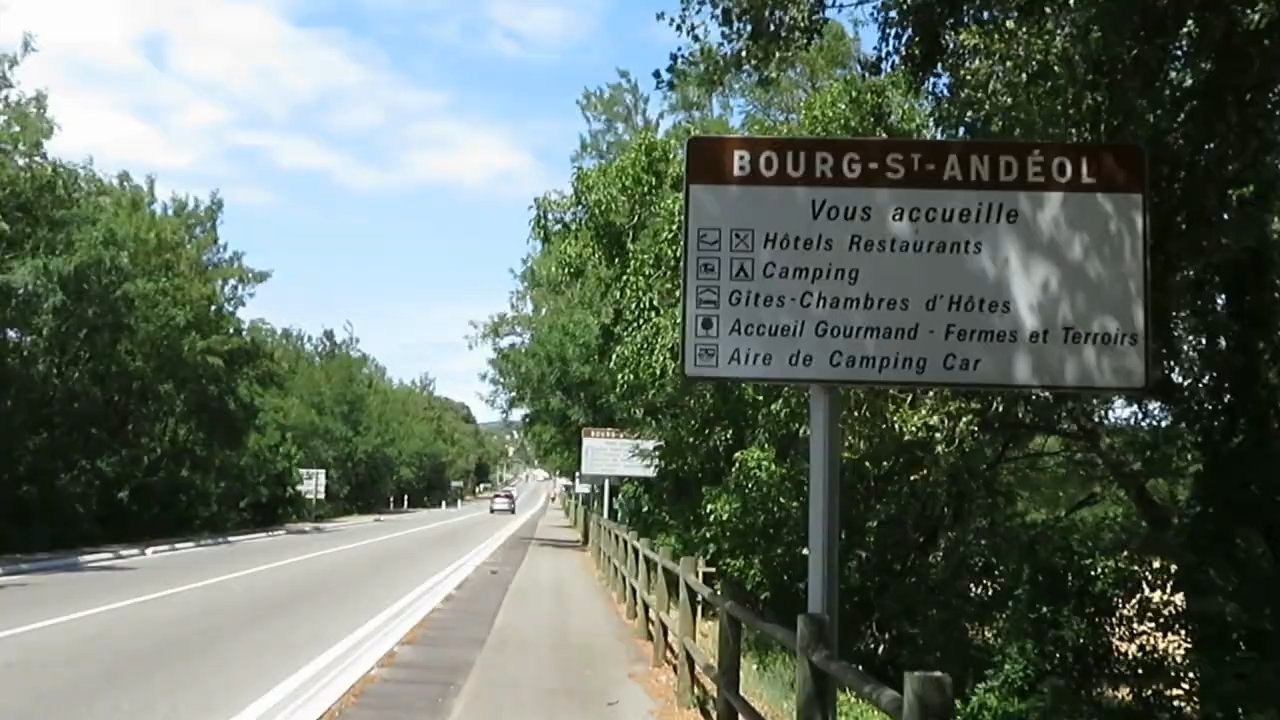 BOURG-ST-ANDÉOL
Vous accueille
Hôtels Restaurants
Camping
Gîtes-Chambres d'Hôtes
Accueil Gourmand - Fermes et Terroirs
Aire de Camping Car
BOURG